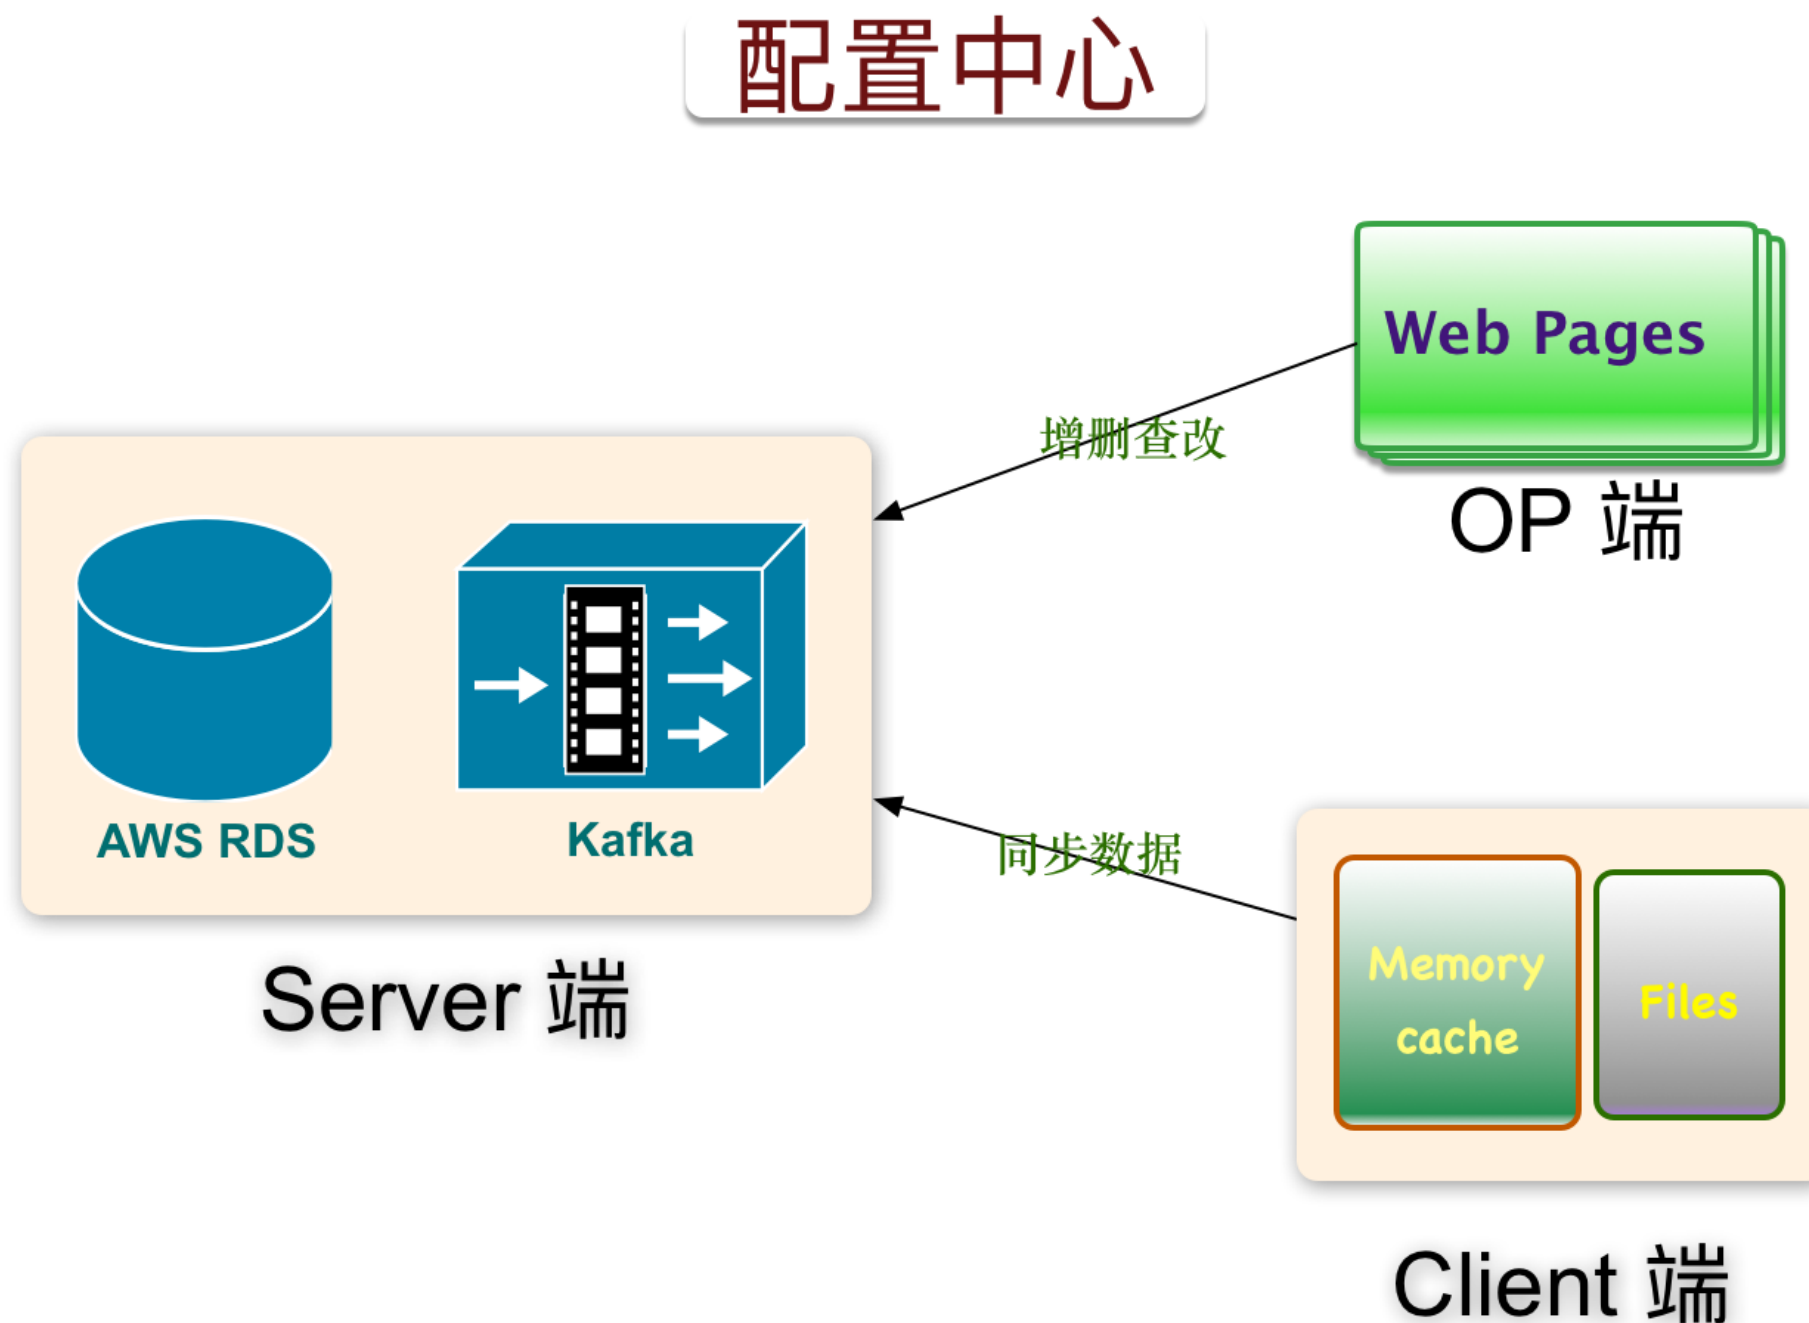 配置中心
Web Pages
增删查改
OP 端
AWS RDS
Kafka
同步数据
Memory
cache
Files
Server 端
Client 端